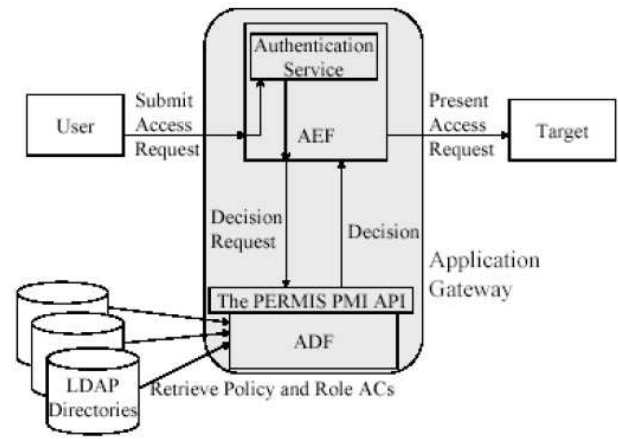 Authentication
Service
User
Submit
Access
Request
AEF
Present
Access
Request
Target
Decision
Request
Decision
Application
Gateway
The PERMIS PMI API
ADF
LDAP
Directories
Retrieve Policy and Role ACs